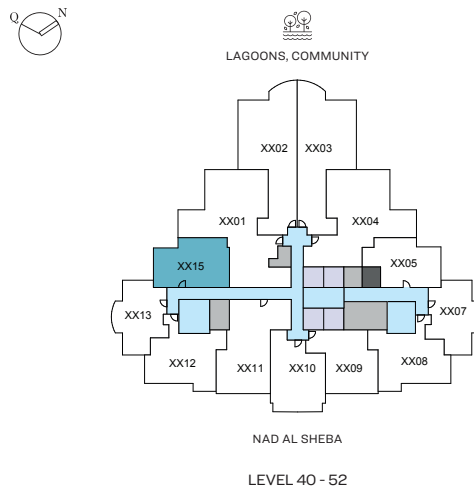 Q N
LAGOONS, COMMUNITY
XX02 XX03
XX01 XX04
XX15 XX05
XX13 XX07
XX12 XX11 XX10 XX09 XX08
NAD AL SHEBA
LEVEL 40 - 52